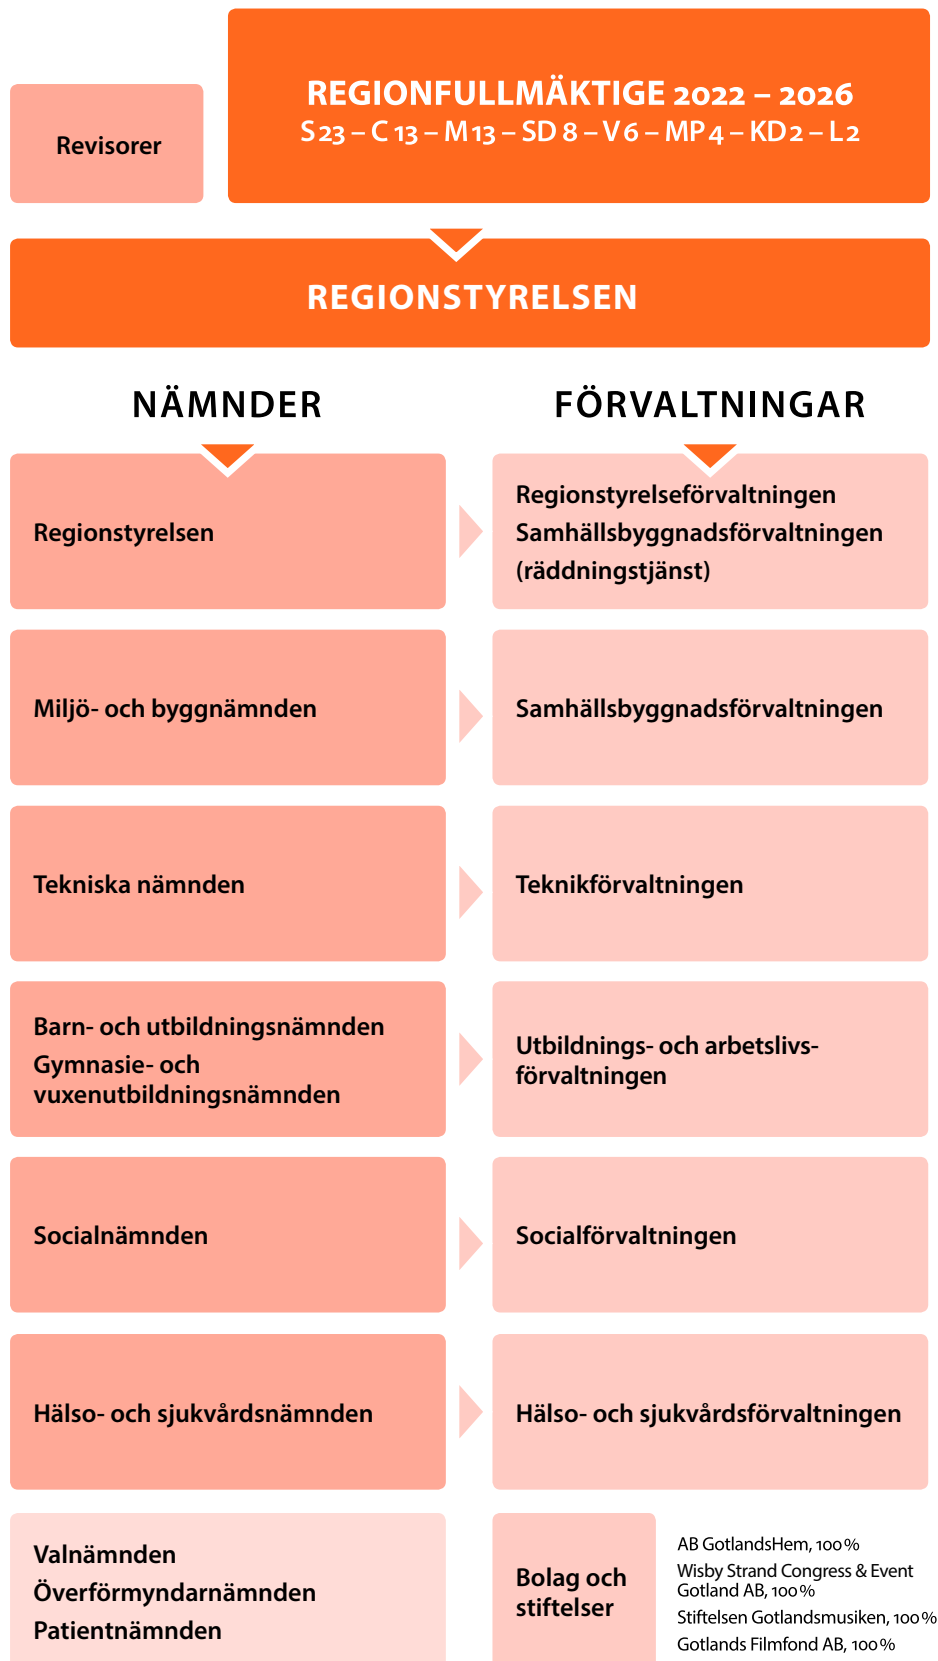 Revisorer
REGIONFULLMÄKTIGE 2022 – 2026
S 23 – C 13 – M 13 – SD 8 – V 6 – MP 4 – KD 2 – L 2
REGIONSTYRELSEN
NÄMNDER
FÖRVALTNINGAR
Regionstyrelsen
Regionstyrelseförvaltningen
Samhällsbyggnadsförvaltningen
(räddningstjänst)
Miljö- och byggnämnden
Samhällsbyggnadsförvaltningen
Tekniska nämnden
Teknikförvaltningen
Barn- och utbildningsnämnden
Gymnasie- och
vuxenutbildningsnämnden
Utbildnings- och arbetslivs-
förvaltningen
Socialnämnden
Socialförvaltningen
Hälso- och sjukvårdsnämnden
Hälso- och sjukvårdsförvaltningen
Valnämnden
Överförmyndarnämnden
Patientnämnden
Bolag och
stiftelser
AB GotlandsHem, 100 %
Wisby Strand Congress & Event
Gotland AB, 100 %
Stiftelsen Gotlandsmusiken, 100 %
Gotlands Filmfond AB, 100 %